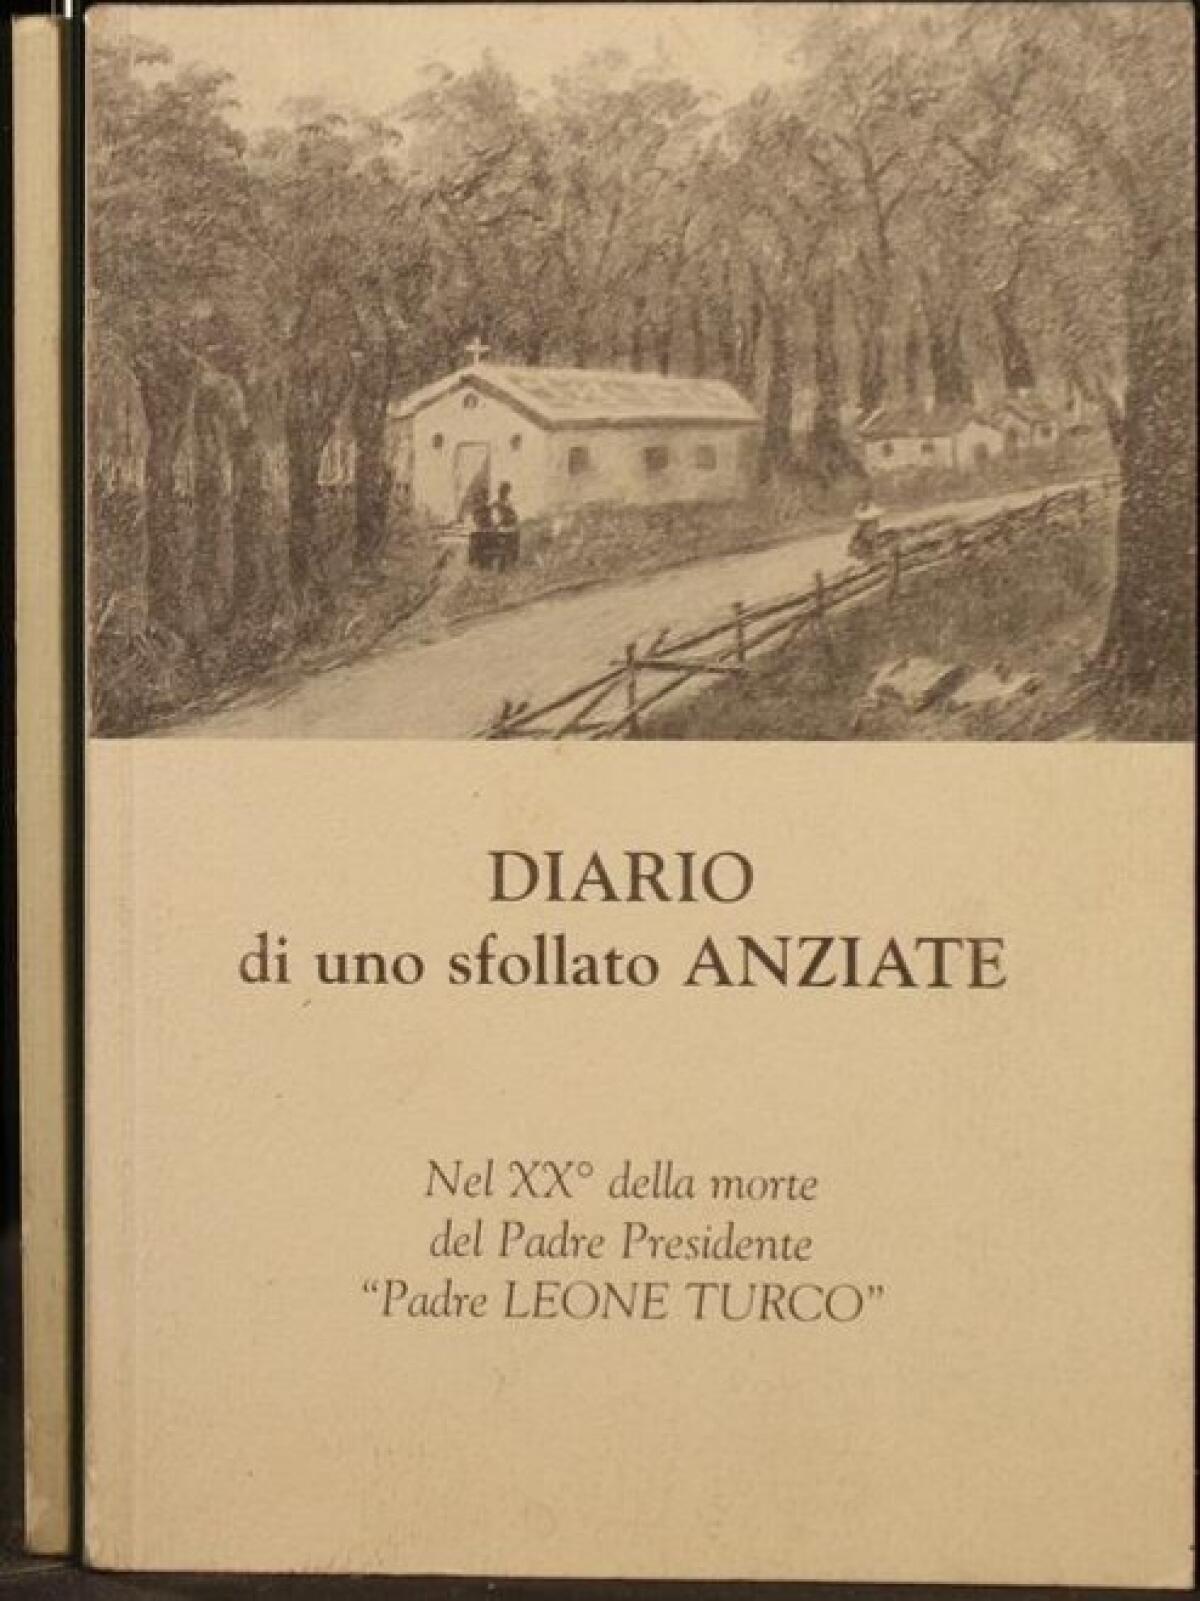 DIARIO
di uno sfollato ANZIATE
Nel XX° della morte
del Padre Presidente
“Padre LEONE TURCO”